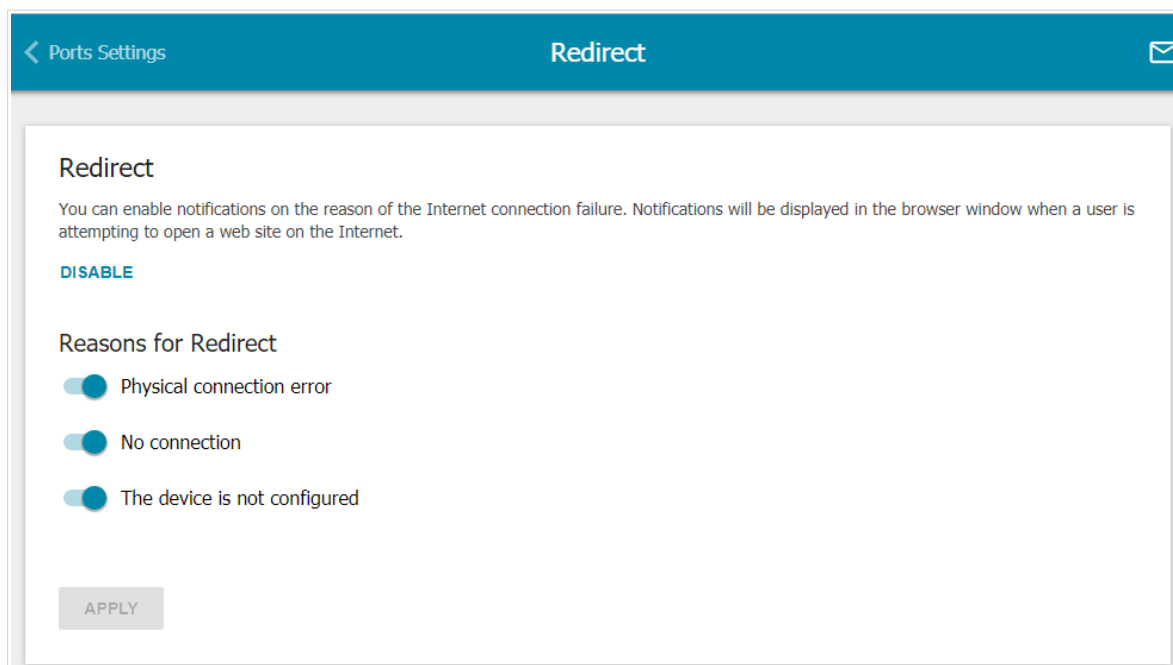 Ports Settings
Redirect
Redirect
You can enable notifications on the reason of the Internet connection failure. Notifications will be displayed in the browser window when a user is
attempting to open a web site on the Internet.
DISABLE
Reasons for Redirect
Physical connection error
No connection
The device is not configured
APPLY